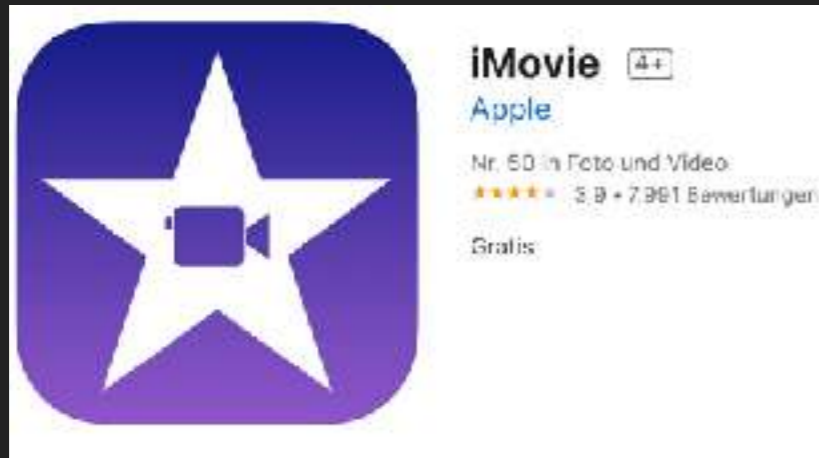 iMovie 4+
Apple
Nr. 50 in Foto und Video
3,9 • 7.991 Bewertungen
Gratis